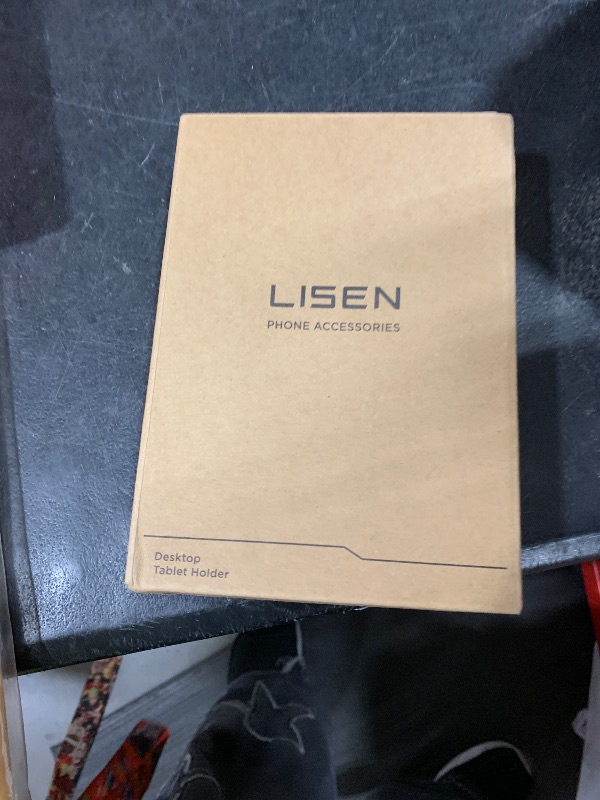 LISEN
PHONE ACCESSORIES
Desktop
Tablet Holder